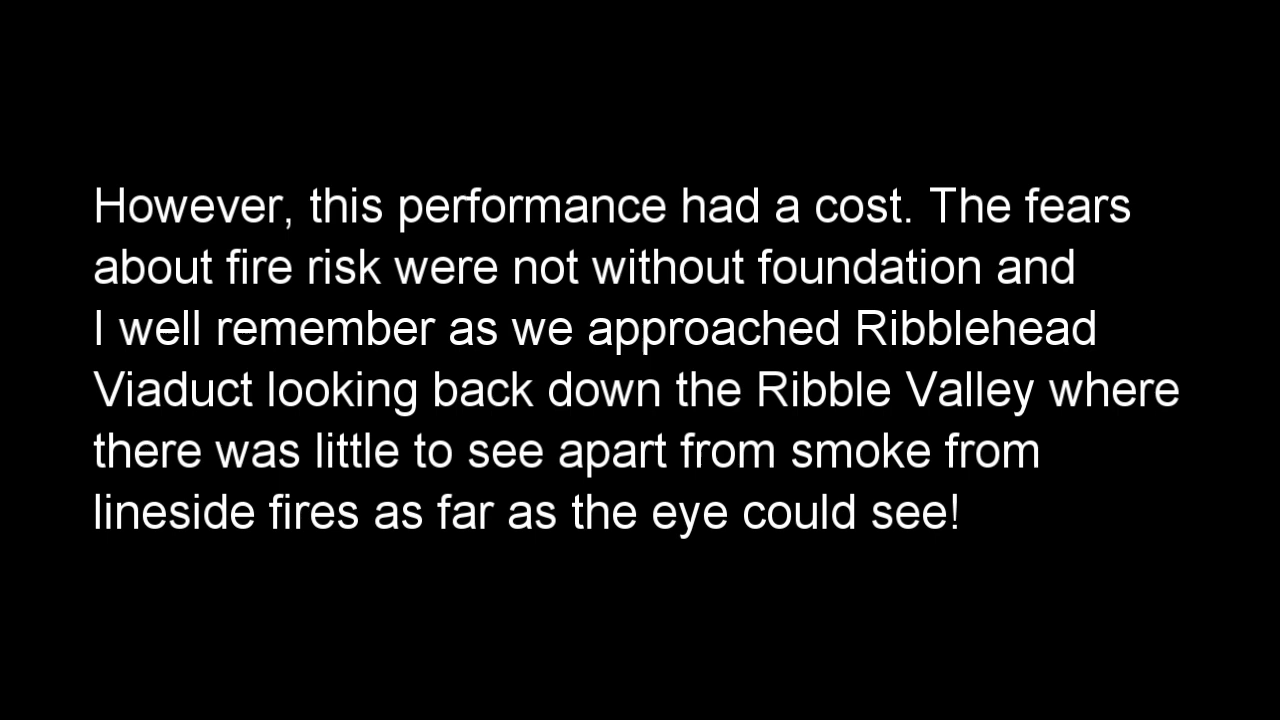 However, this performance had a cost. The fears
about fire risk were not without foundation and
I well remember as we approached Ribblehead
Viaduct looking back down the Ribble Valley where
there was little to see apart from smoke from
lineside fires as far as the eye could see!